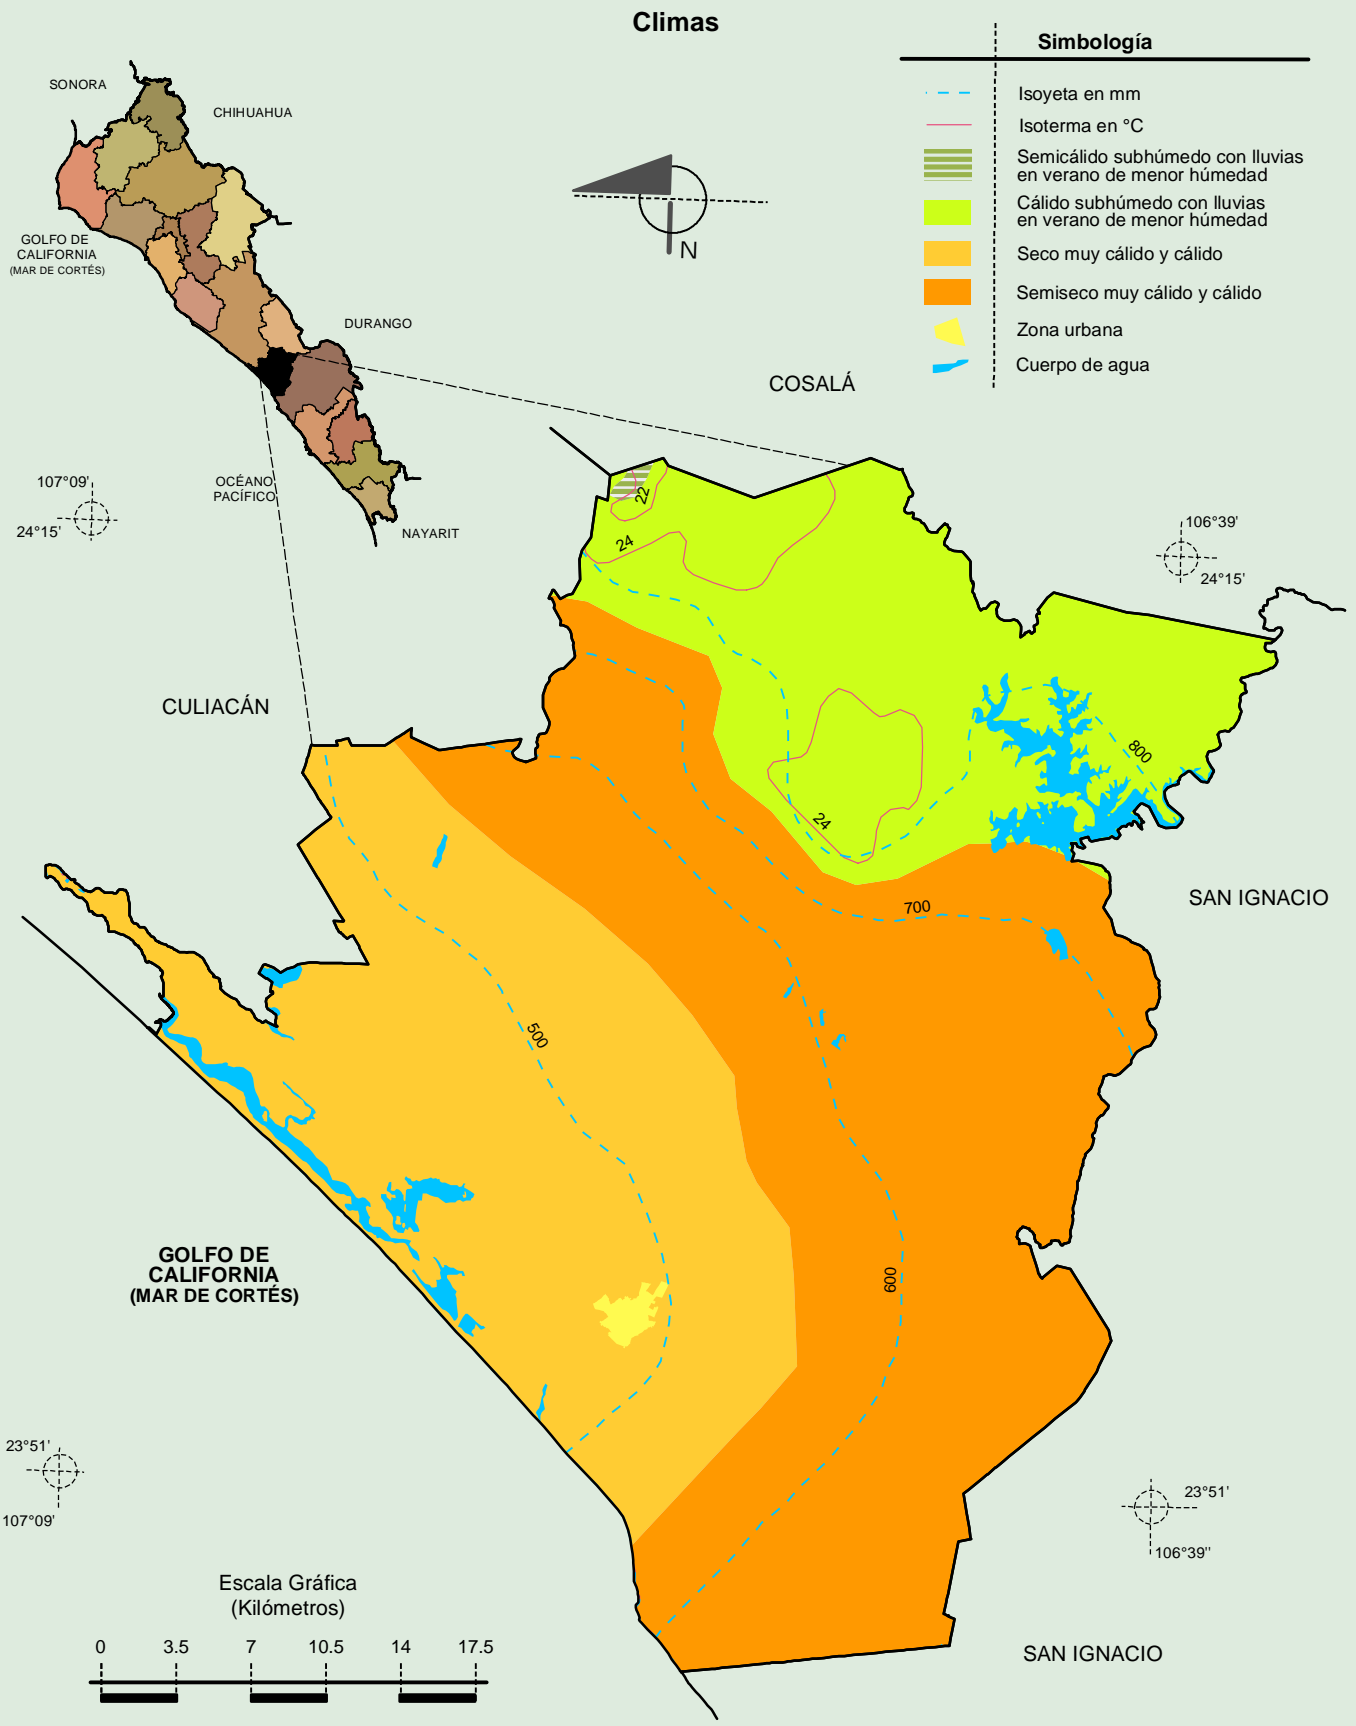 Climas
Simbología
Isoyeta en mm
Isoterma en °C
Semicálido subhúmedo con lluvias
en verano de menor húmedad
Cálido subhúmedo con lluvias
en verano de menor húmedad
Seco muy cálido y cálido
Semiseco muy cálido y cálido
Zona urbana
Cuerpo de agua
SONORA
CHIHUAHUA
GOLFO DE
CALIFORNIA
(MAR DE CORTÉS)
DURANGO
OCÉANO
PACÍFICO
NAYARIT
N
COSALÁ
107°09'
24°15'
106°39'
24°15'
22
24
CULIACÁN
800
24
SAN IGNACIO
700
500
600
GOLFO DE
CALIFORNIA
(MAR DE CORTÉS)
23°51'
107°09'
23°51'
106°39''
Escala Gráfica
(Kilómetros)
0 3.5 7 10.5 14 17.5
SAN IGNACIO